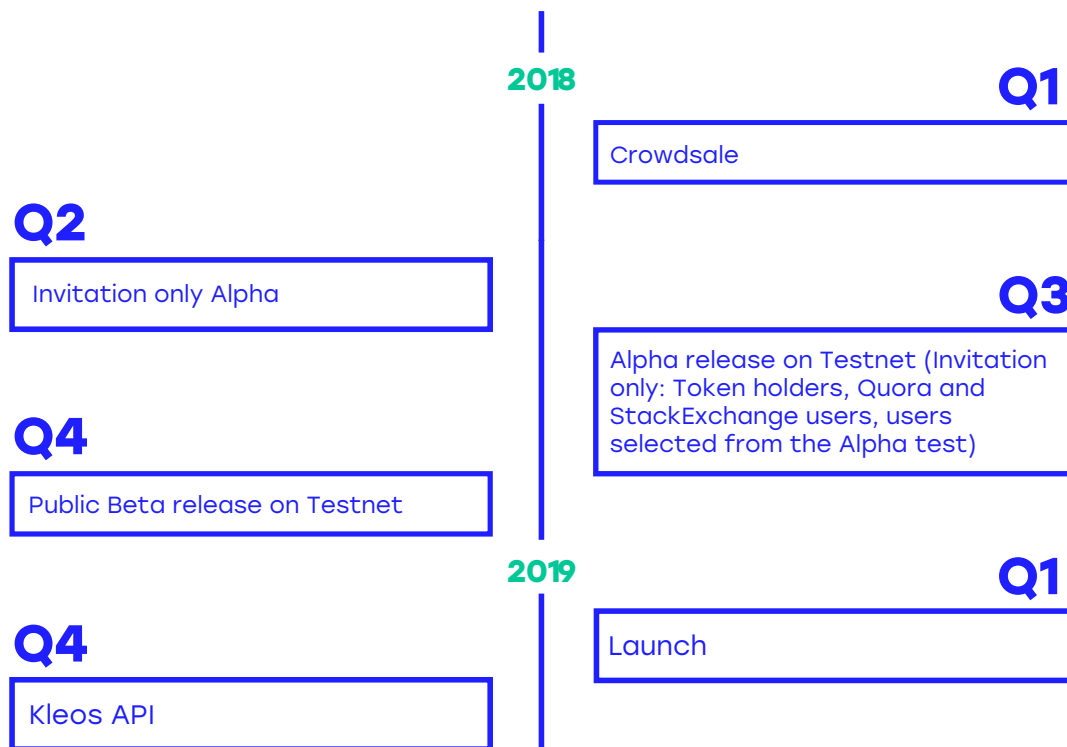 2018
Q1
Crowdsale
Q2
Invitation only Alpha
Q3
Alpha release on Testnet (Invitation
only: Token holders, Quora and
StackExchange users, users
selected from the Alpha test)
Q4
Public Beta release on Testnet
2019
Q1
Launch
Q4
Kleos API